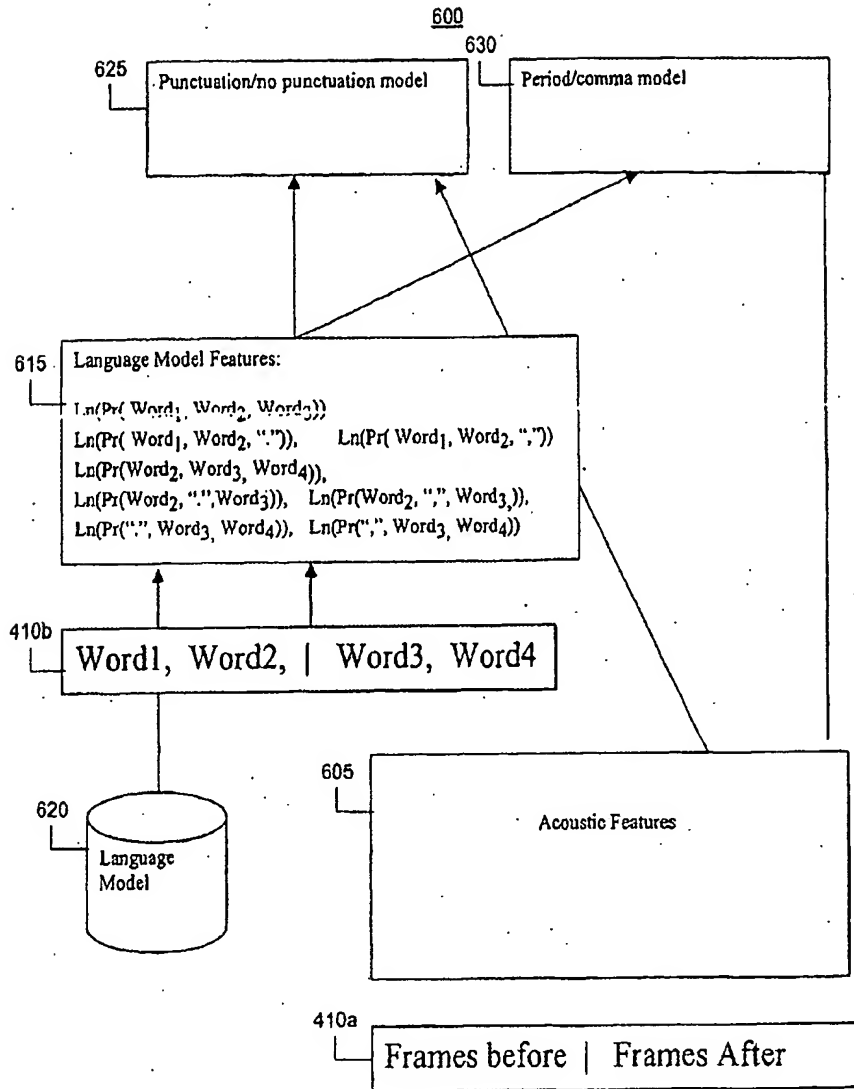 600
625
Punctuation/no punctuation model
630
Period/comma model
615
Language Model Features:
Ln(Pr( Word1, Word2, Word3))
Ln(Pr( Word1, Word2, “.”)), Ln(Pr( Word1, Word2, “,”))
Ln(Pr(Word2, Word3, Word4)),
Ln(Pr(Word2, “.”,Word3)), Ln(Pr(Word2, “,”, Word3,)),
Ln(Pr(“.”, Word3, Word4)), Ln(Pr(“,”, Word3, Word4))
410b
Word1, Word2, | Word3, Word4
605
Acoustic Features
620
Language
Model
410a
Frames before | Frames After